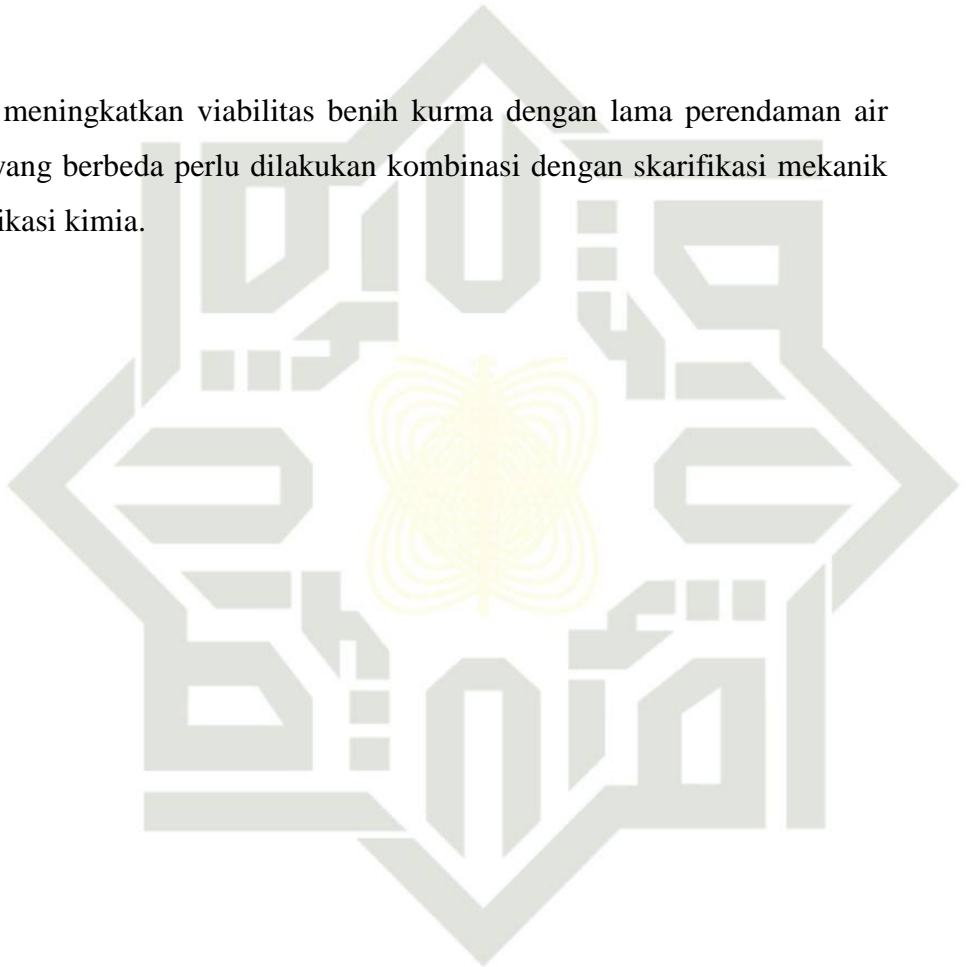 meningkatkan viabilitas benih kurma dengan lama perendaman air
yang berbeda perlu dilakukan kombinasi dengan skarifikasi mekanik
ikasi kimia.